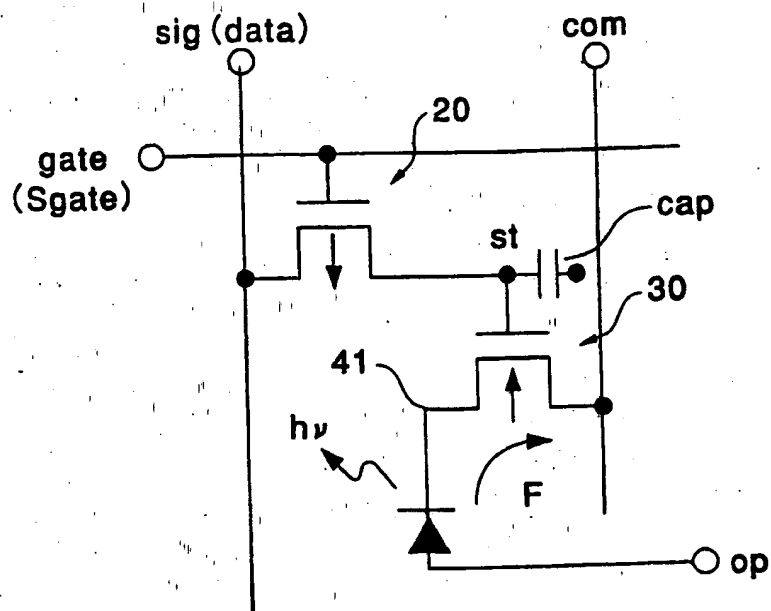 sig (data)
com
20
gate
(Sgate)
cap
st
30
41
hν
F
op